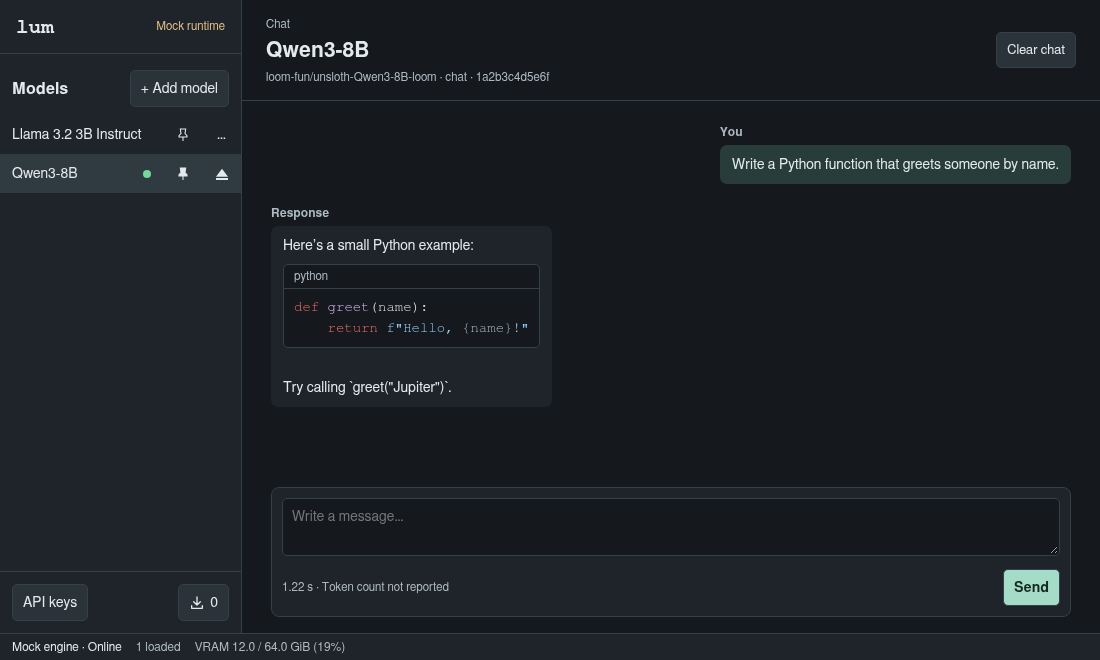 lum
Mock runtime
Models
+ Add model
Llama 3.2 3B Instruct
...
Qwen3-8B
API keys
0
Chat
Qwen3-8B
loom-fun/unsloth-Qwen3-8B-loom · chat · 1a2b3c4d5e6f
Clear chat
You
Write a Python function that greets someone by name.
Response
Here's a small Python example:
python
def greet(name):
    return f"Hello, {name}!"
Try calling `greet("Jupiter")`.
Write a message...
1.22 s · Token count not reported
Send
Mock engine · Online
1 loaded
VRAM 12.0 / 64.0 GiB (19%)